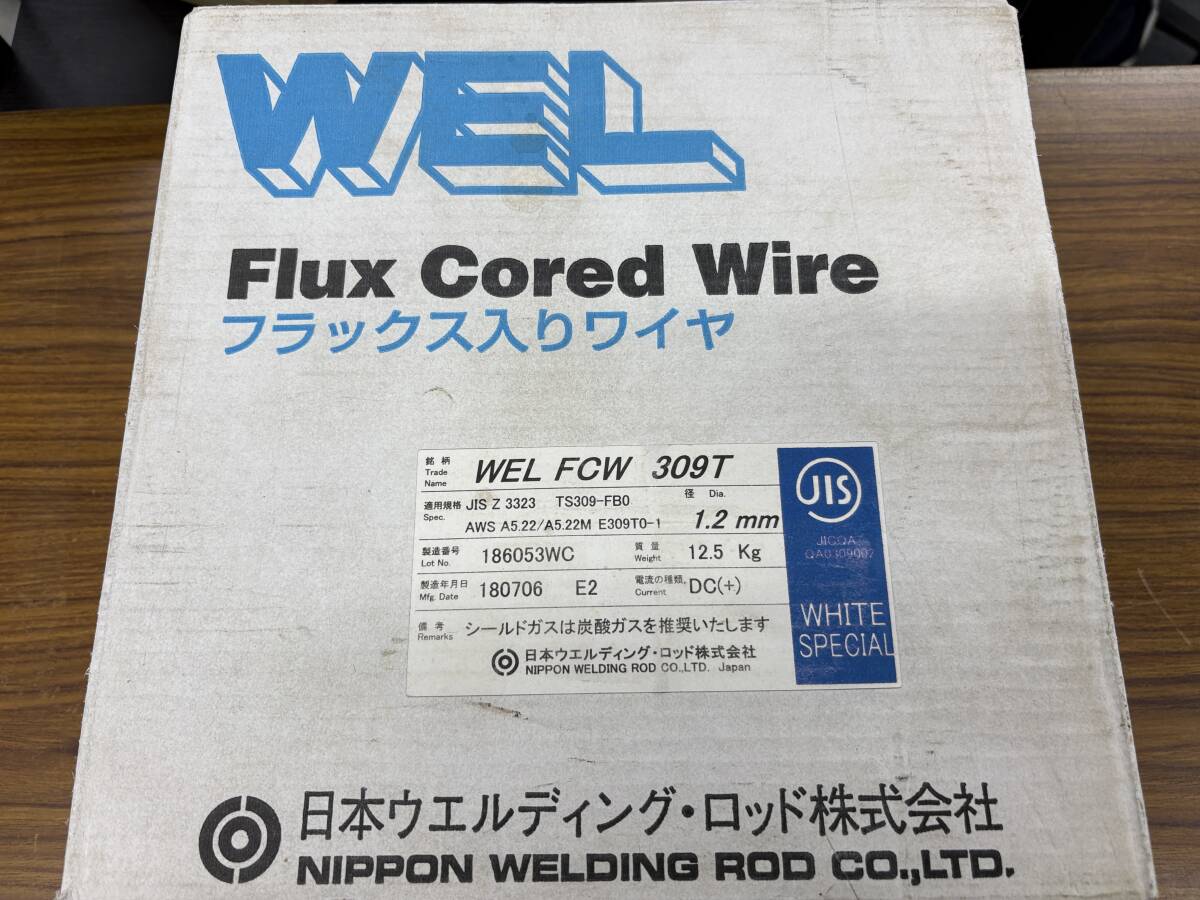 WEL
Flux Cored Wire
フラックス入りワイヤ
銘柄 Trade Name WEL FCW 309T
適用規格 Spec. JIS Z 3323 TS309-FB0 径 Dia.
AWS A5.22/A5.22M E309T0-1 1.2 mm
製造番号 Lot No. 186053WC 質量 Weight 12.5 Kg
製造年月日 Mfg. Date 180706 E2 電流の種類 Current DC(+)
備考 Remarks シールドガスは炭酸ガスを推奨いたします
日本ウエルディング・ロッド株式会社
NIPPON WELDING ROD CO.,LTD. Japan
JIS
JICQA
QA0309002
WHITE
SPECIAL
日本ウエルディング・ロッド株式会社
NIPPON WELDING ROD CO.,LTD.